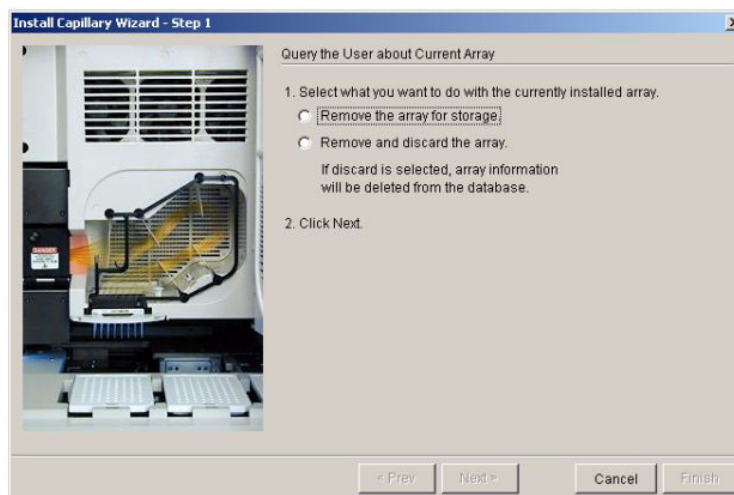 Install Capillary Wizard - Step 1
Query the User about Current Array
1. Select what you want to do with the currently installed array.
Remove the array for storage.
Remove and discard the array.
If discard is selected, array information
will be deleted from the database.
2. Click Next.
DANGER
< Prev
Next >
Cancel
Finish